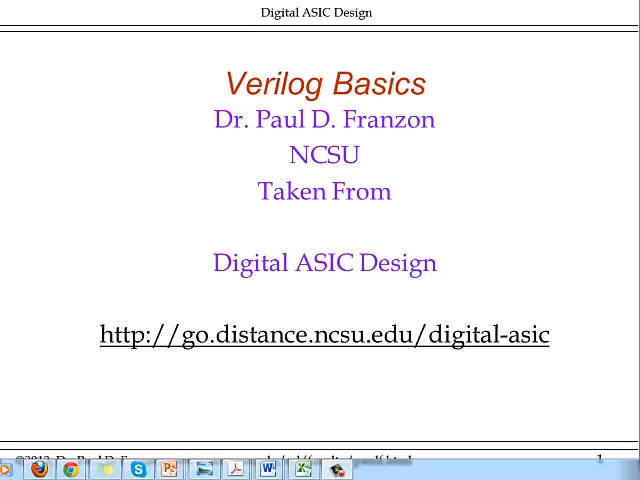 Digital ASIC Design
Verilog Basics
Dr. Paul D. Franzon
NCSU
Taken From
Digital ASIC Design
http://go.distance.ncsu.edu/digital-asic
1